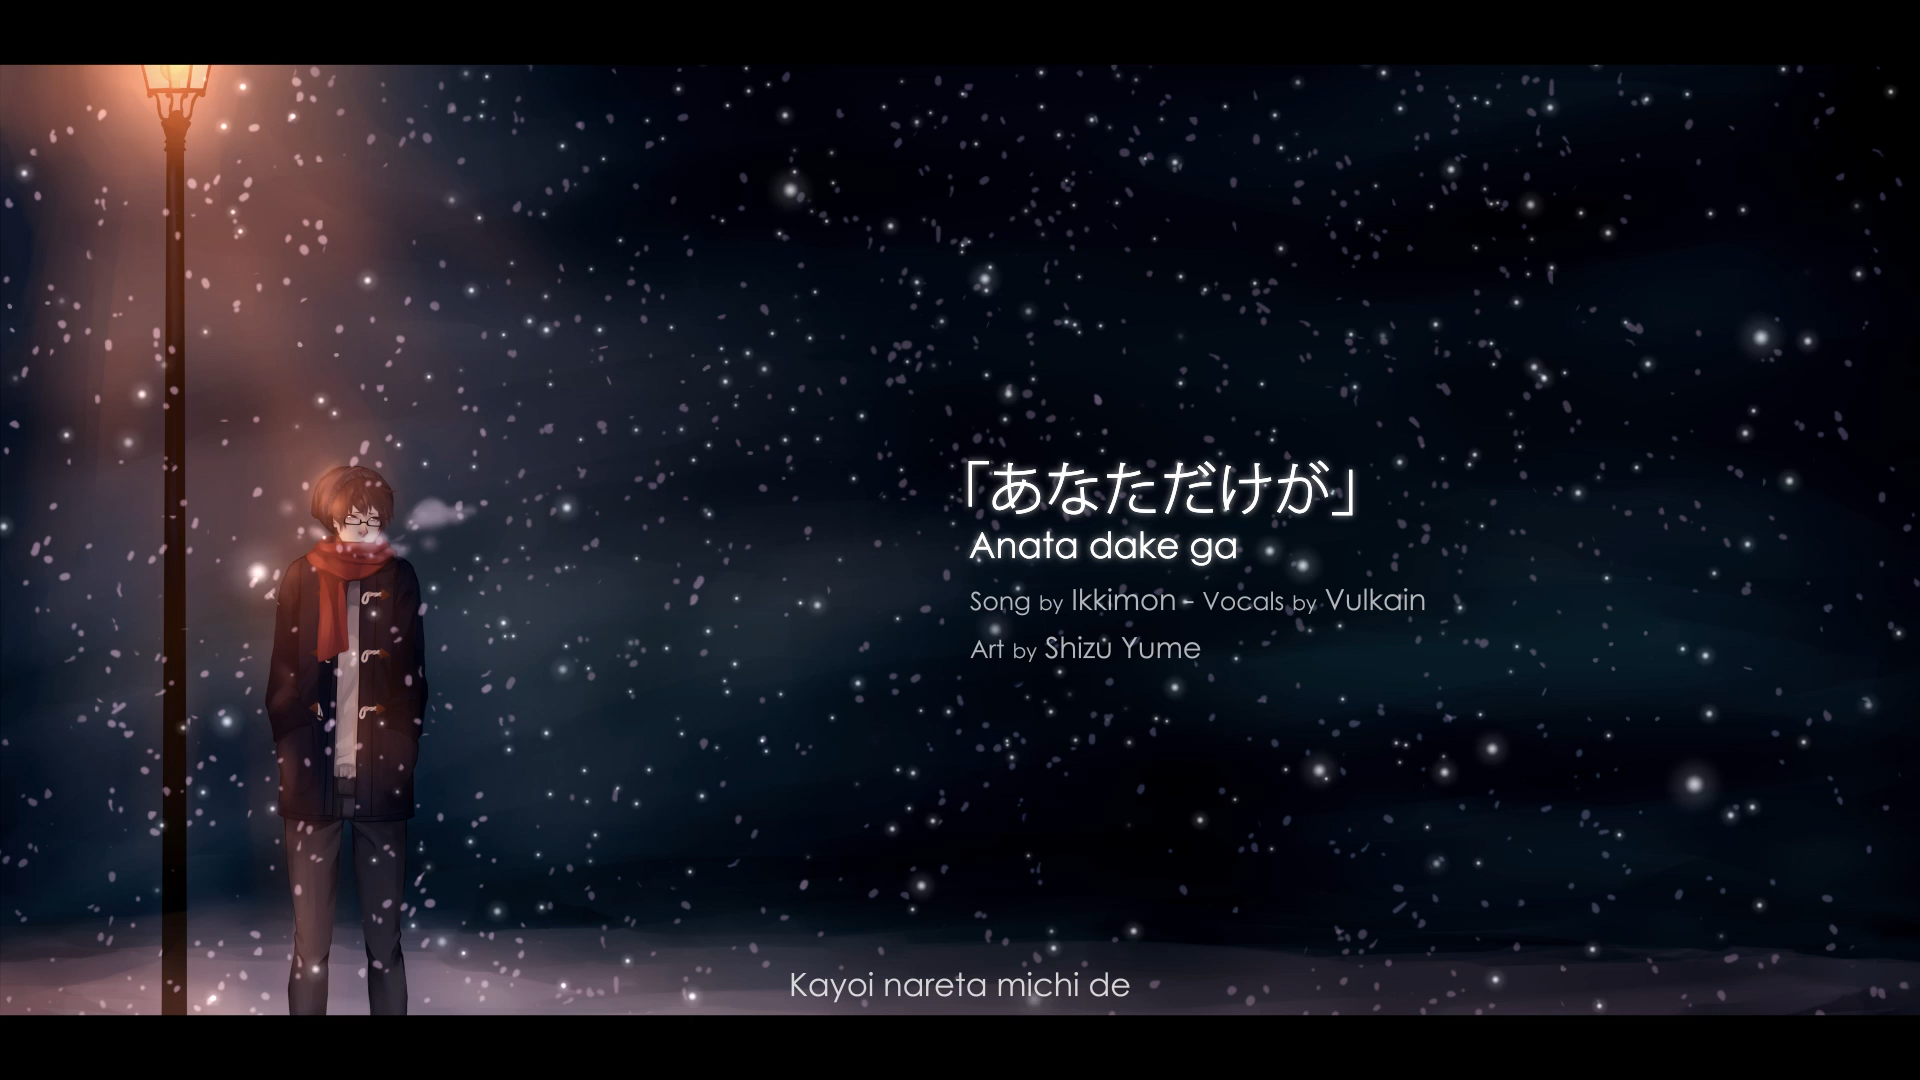 「あなただけが」
Anata dake ga
Song by Ikkimon - Vocals by Vulkain
Art by Shizu Yume
Kayoi nareta michi de